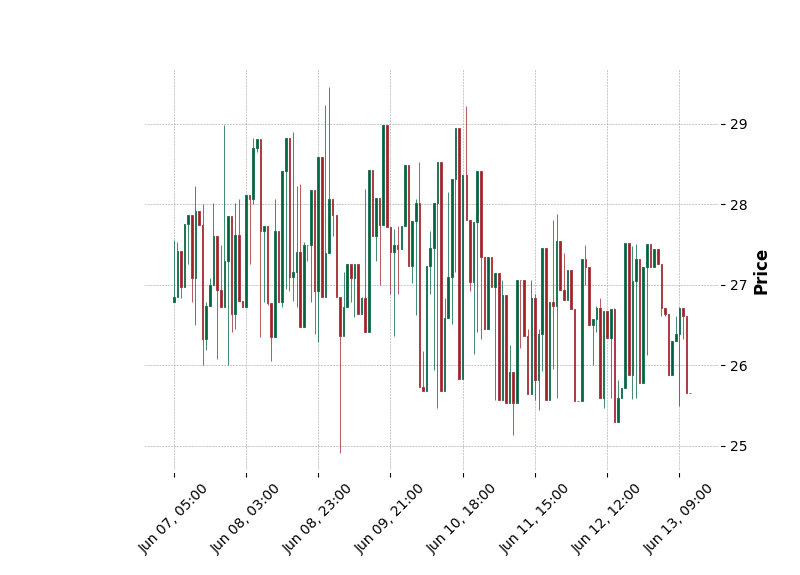 29
28
27
26
25
Price
Jun 07, 05:00
Jun 08, 03:00
Jun 08, 23:00
Jun 09, 21:00
Jun 10, 18:00
Jun 11, 15:00
Jun 12, 12:00
Jun 13, 09:00